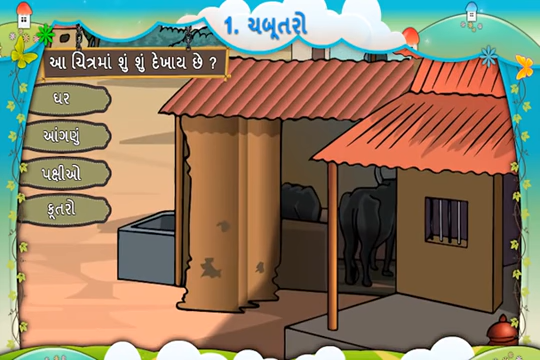 1. ચબૂતરો
આ ચિત્રમાં શું શું દેખાય છે ?
ઘર
આંગણું
પક્ષીઓ
કૂતરો